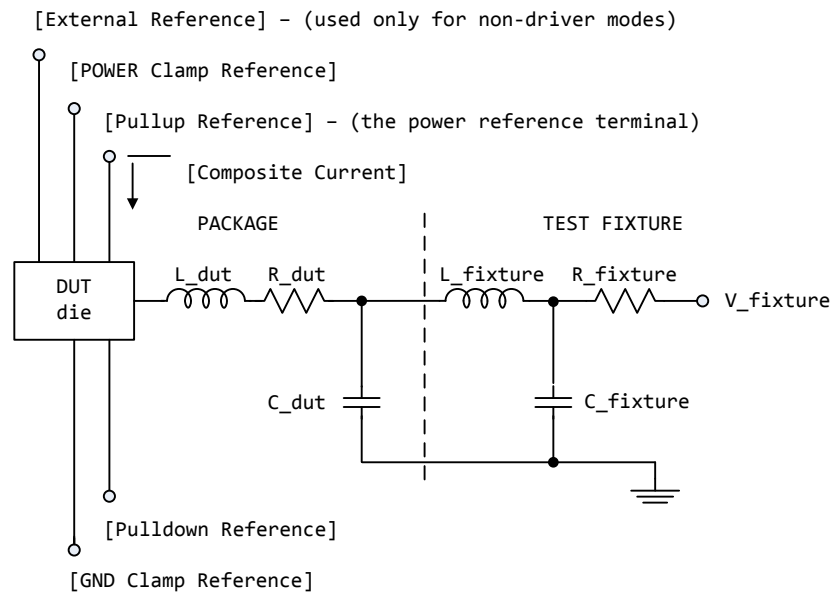 [External Reference] – (used only for non-driver modes)
[POWER Clamp Reference]
[Pullup Reference] – (the power reference terminal)
[Composite Current]
PACKAGE
TEST FIXTURE
DUT
die
L_dut
R_dut
L_fixture
R_fixture
V_fixture
C_dut
C_fixture
[Pulldown Reference]
[GND Clamp Reference]